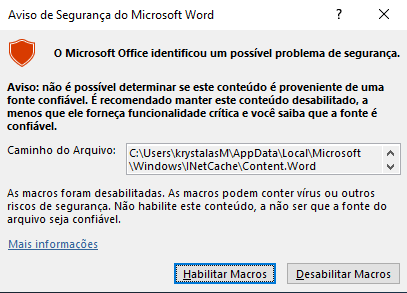 Aviso de Segurança do Microsoft Word
O Microsoft Office identificou um possível problema de segurança.
Aviso: não é possível determinar se este conteúdo é proveniente de uma
fonte confiável. É recomendado manter este conteúdo desabilitado, a
menos que ele forneça funcionalidade crítica e você saiba que a fonte é
confiável.
Caminho do Arquivo:
C:\Users\krystalasM\AppData\Local\Microsoft
\Windows\INetCache\Content.Word
As macros foram desabilitadas. As macros podem conter vírus ou outros
riscos de segurança. Não habilite este conteúdo, a não ser que a fonte do
arquivo seja confiável.
Mais informações
Habilitar Macros
Desabilitar Macros